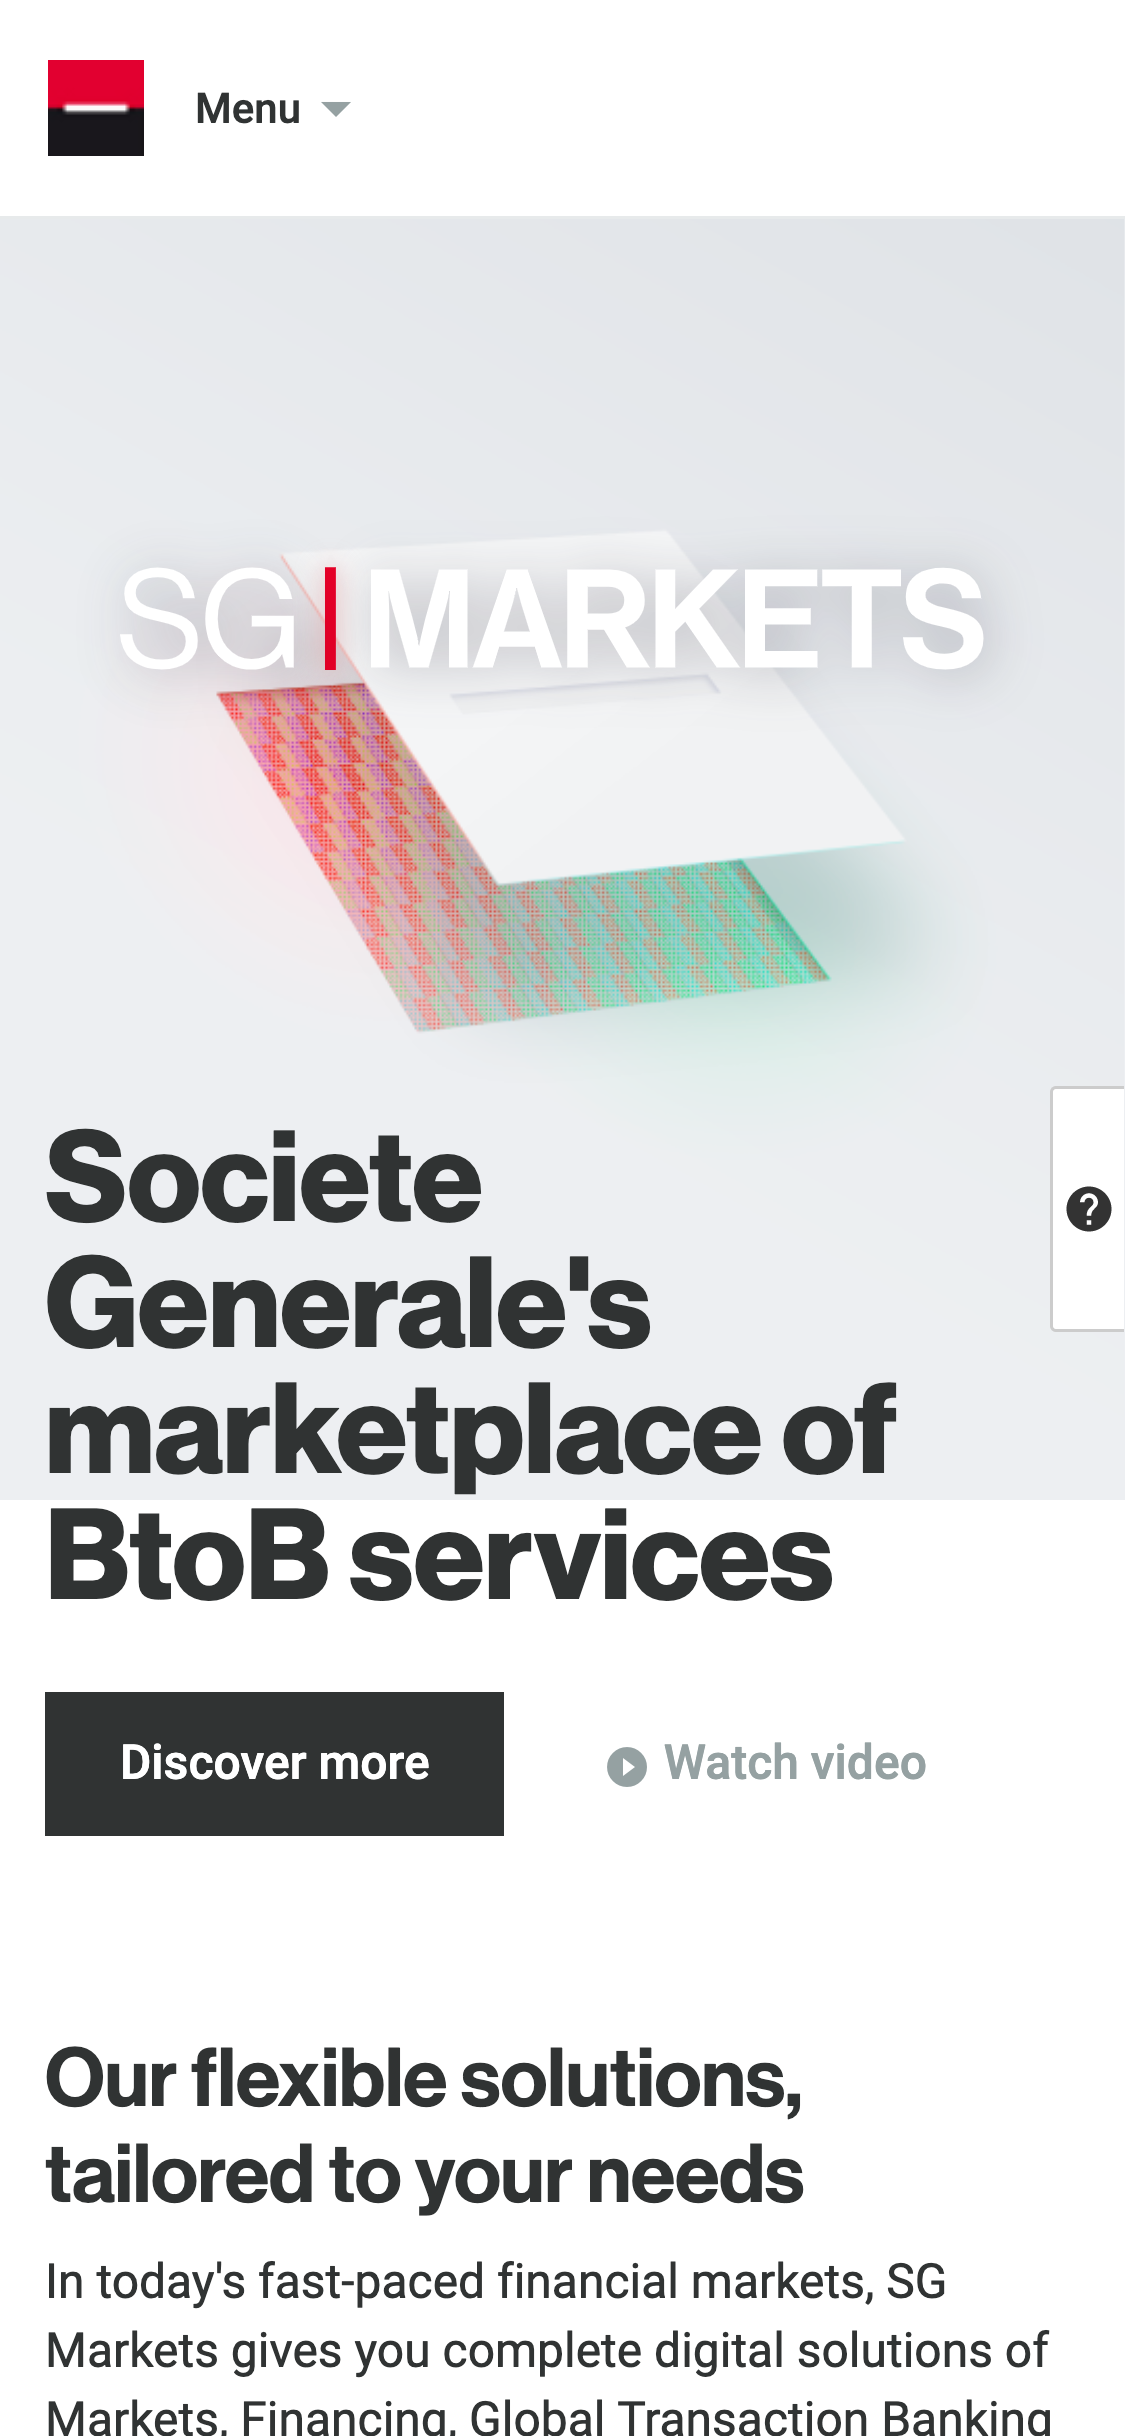 Menu
SG | MARKETS
Societe
Generale's
marketplace of
BtoB services
Discover more
Watch video
Our flexible solutions,
tailored to your needs
In today's fast-paced financial markets, SG
Markets gives you complete digital solutions of
Markets, Financing, Global Transaction Banking